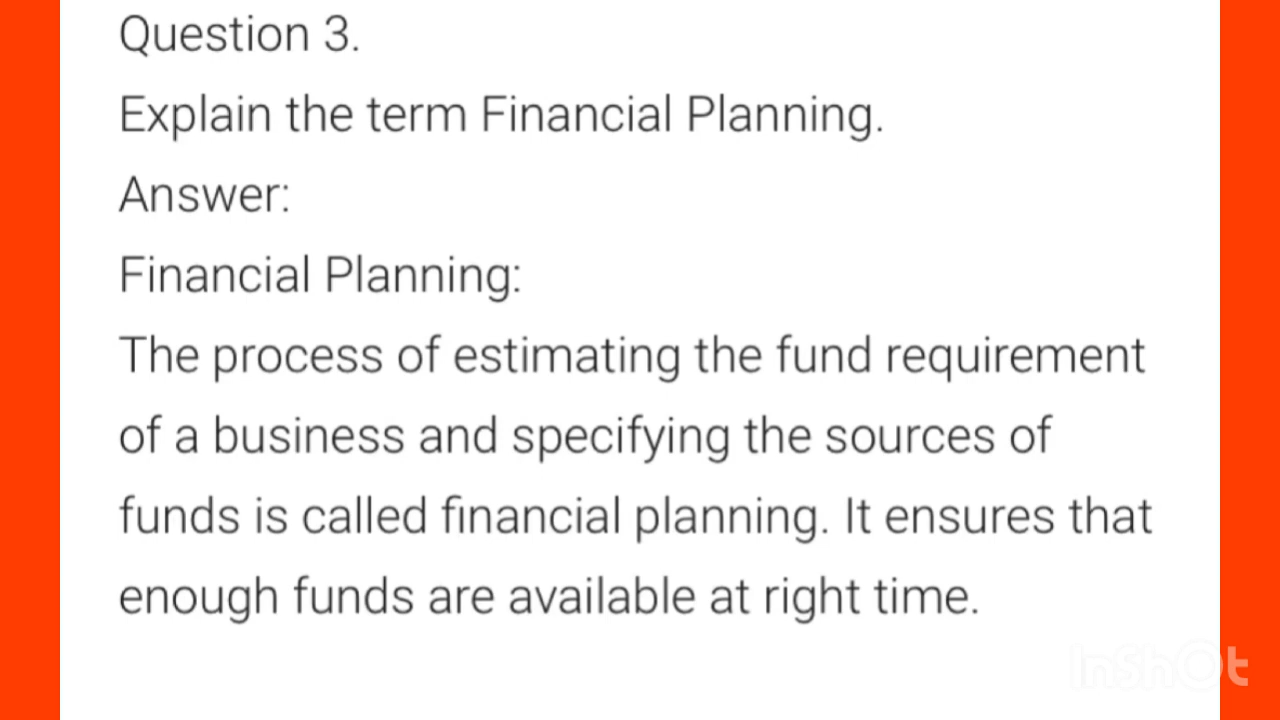 Question 3.
Explain the term Financial Planning.
Answer:
Financial Planning:
The process of estimating the fund requirement
of a business and specifying the sources of
funds is called financial planning. It ensures that
enough funds are available at right time.
InShOt